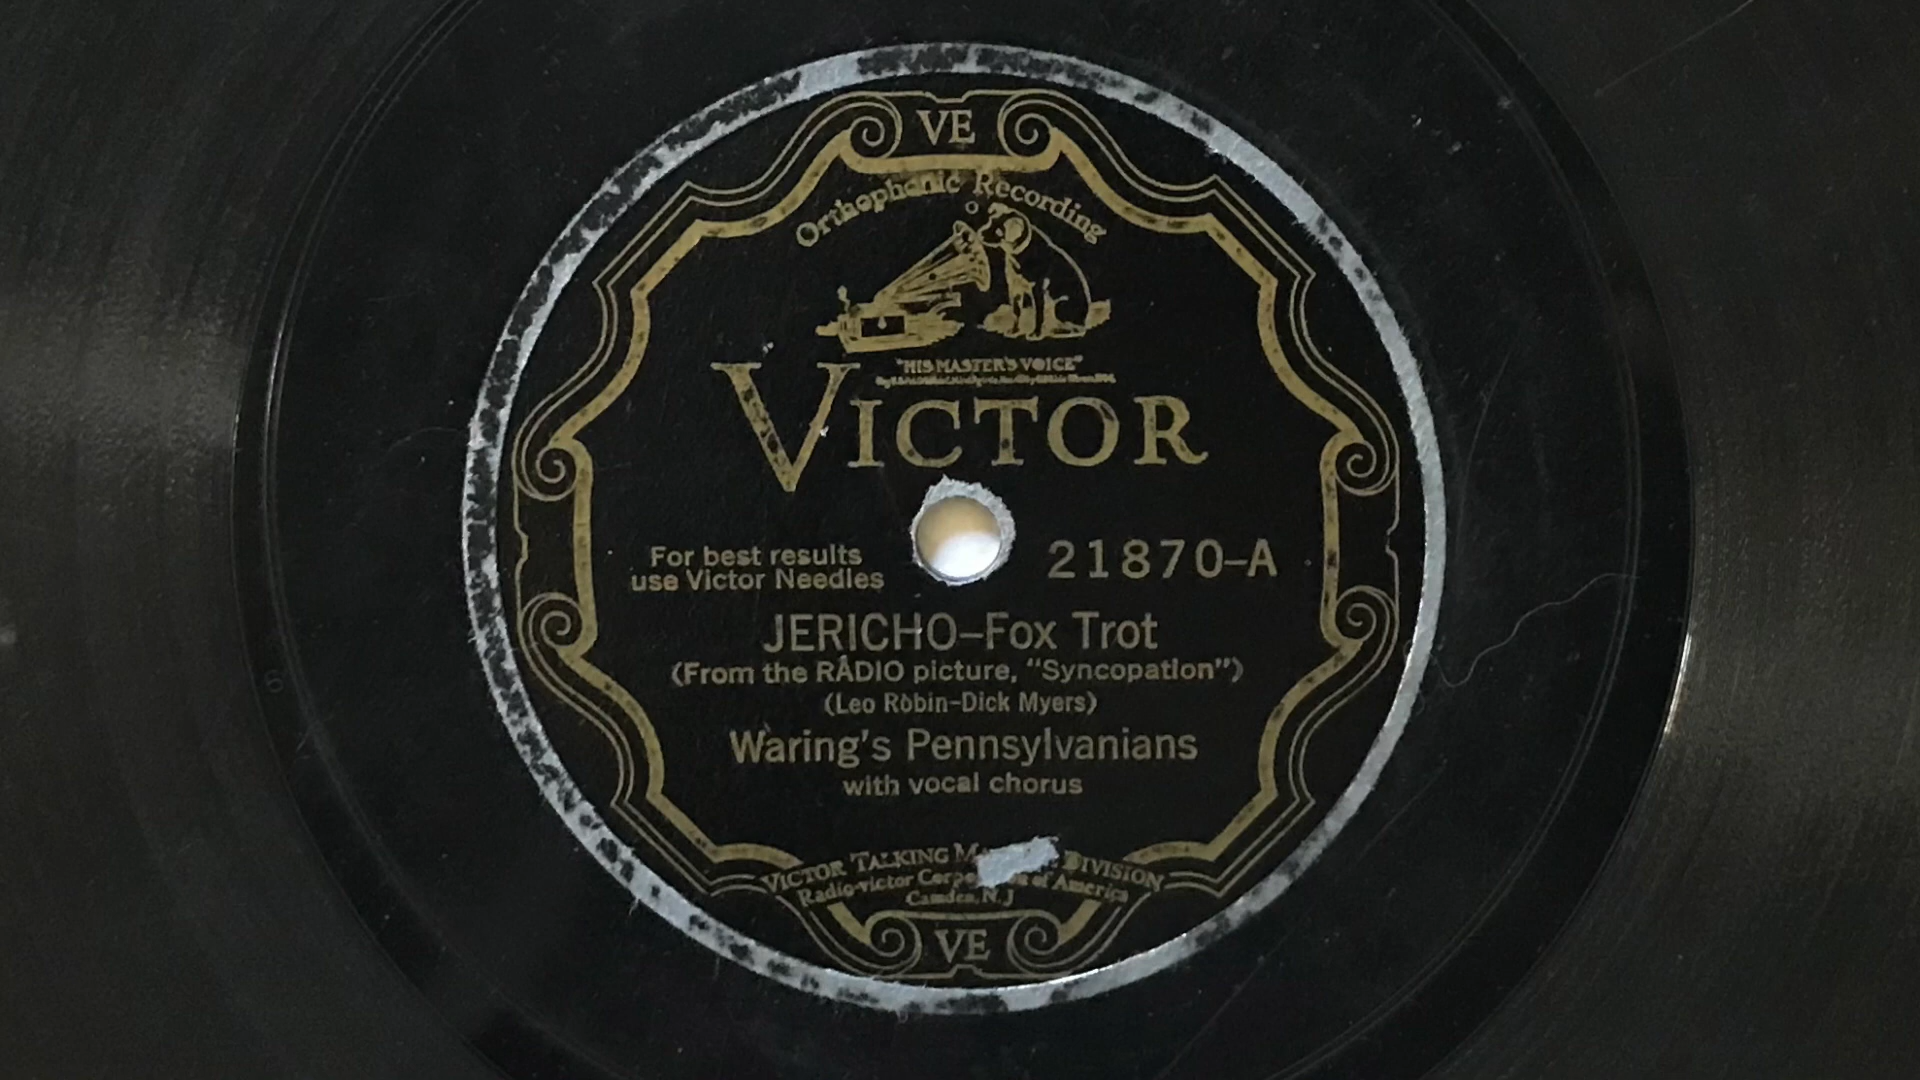 VE
Orthophonic Recording
"HIS MASTER'S VOICE"
VICTOR
For best results
use Victor Needles
21870-A
JERICHO-Fox Trot
(From the RADIO picture, "Syncopation")
(Leo Robin-Dick Myers)
Waring's Pennsylvanians
with vocal chorus
VICTOR TALKING DIVISION
Radio-Victor of America
Camden, N.J
VE